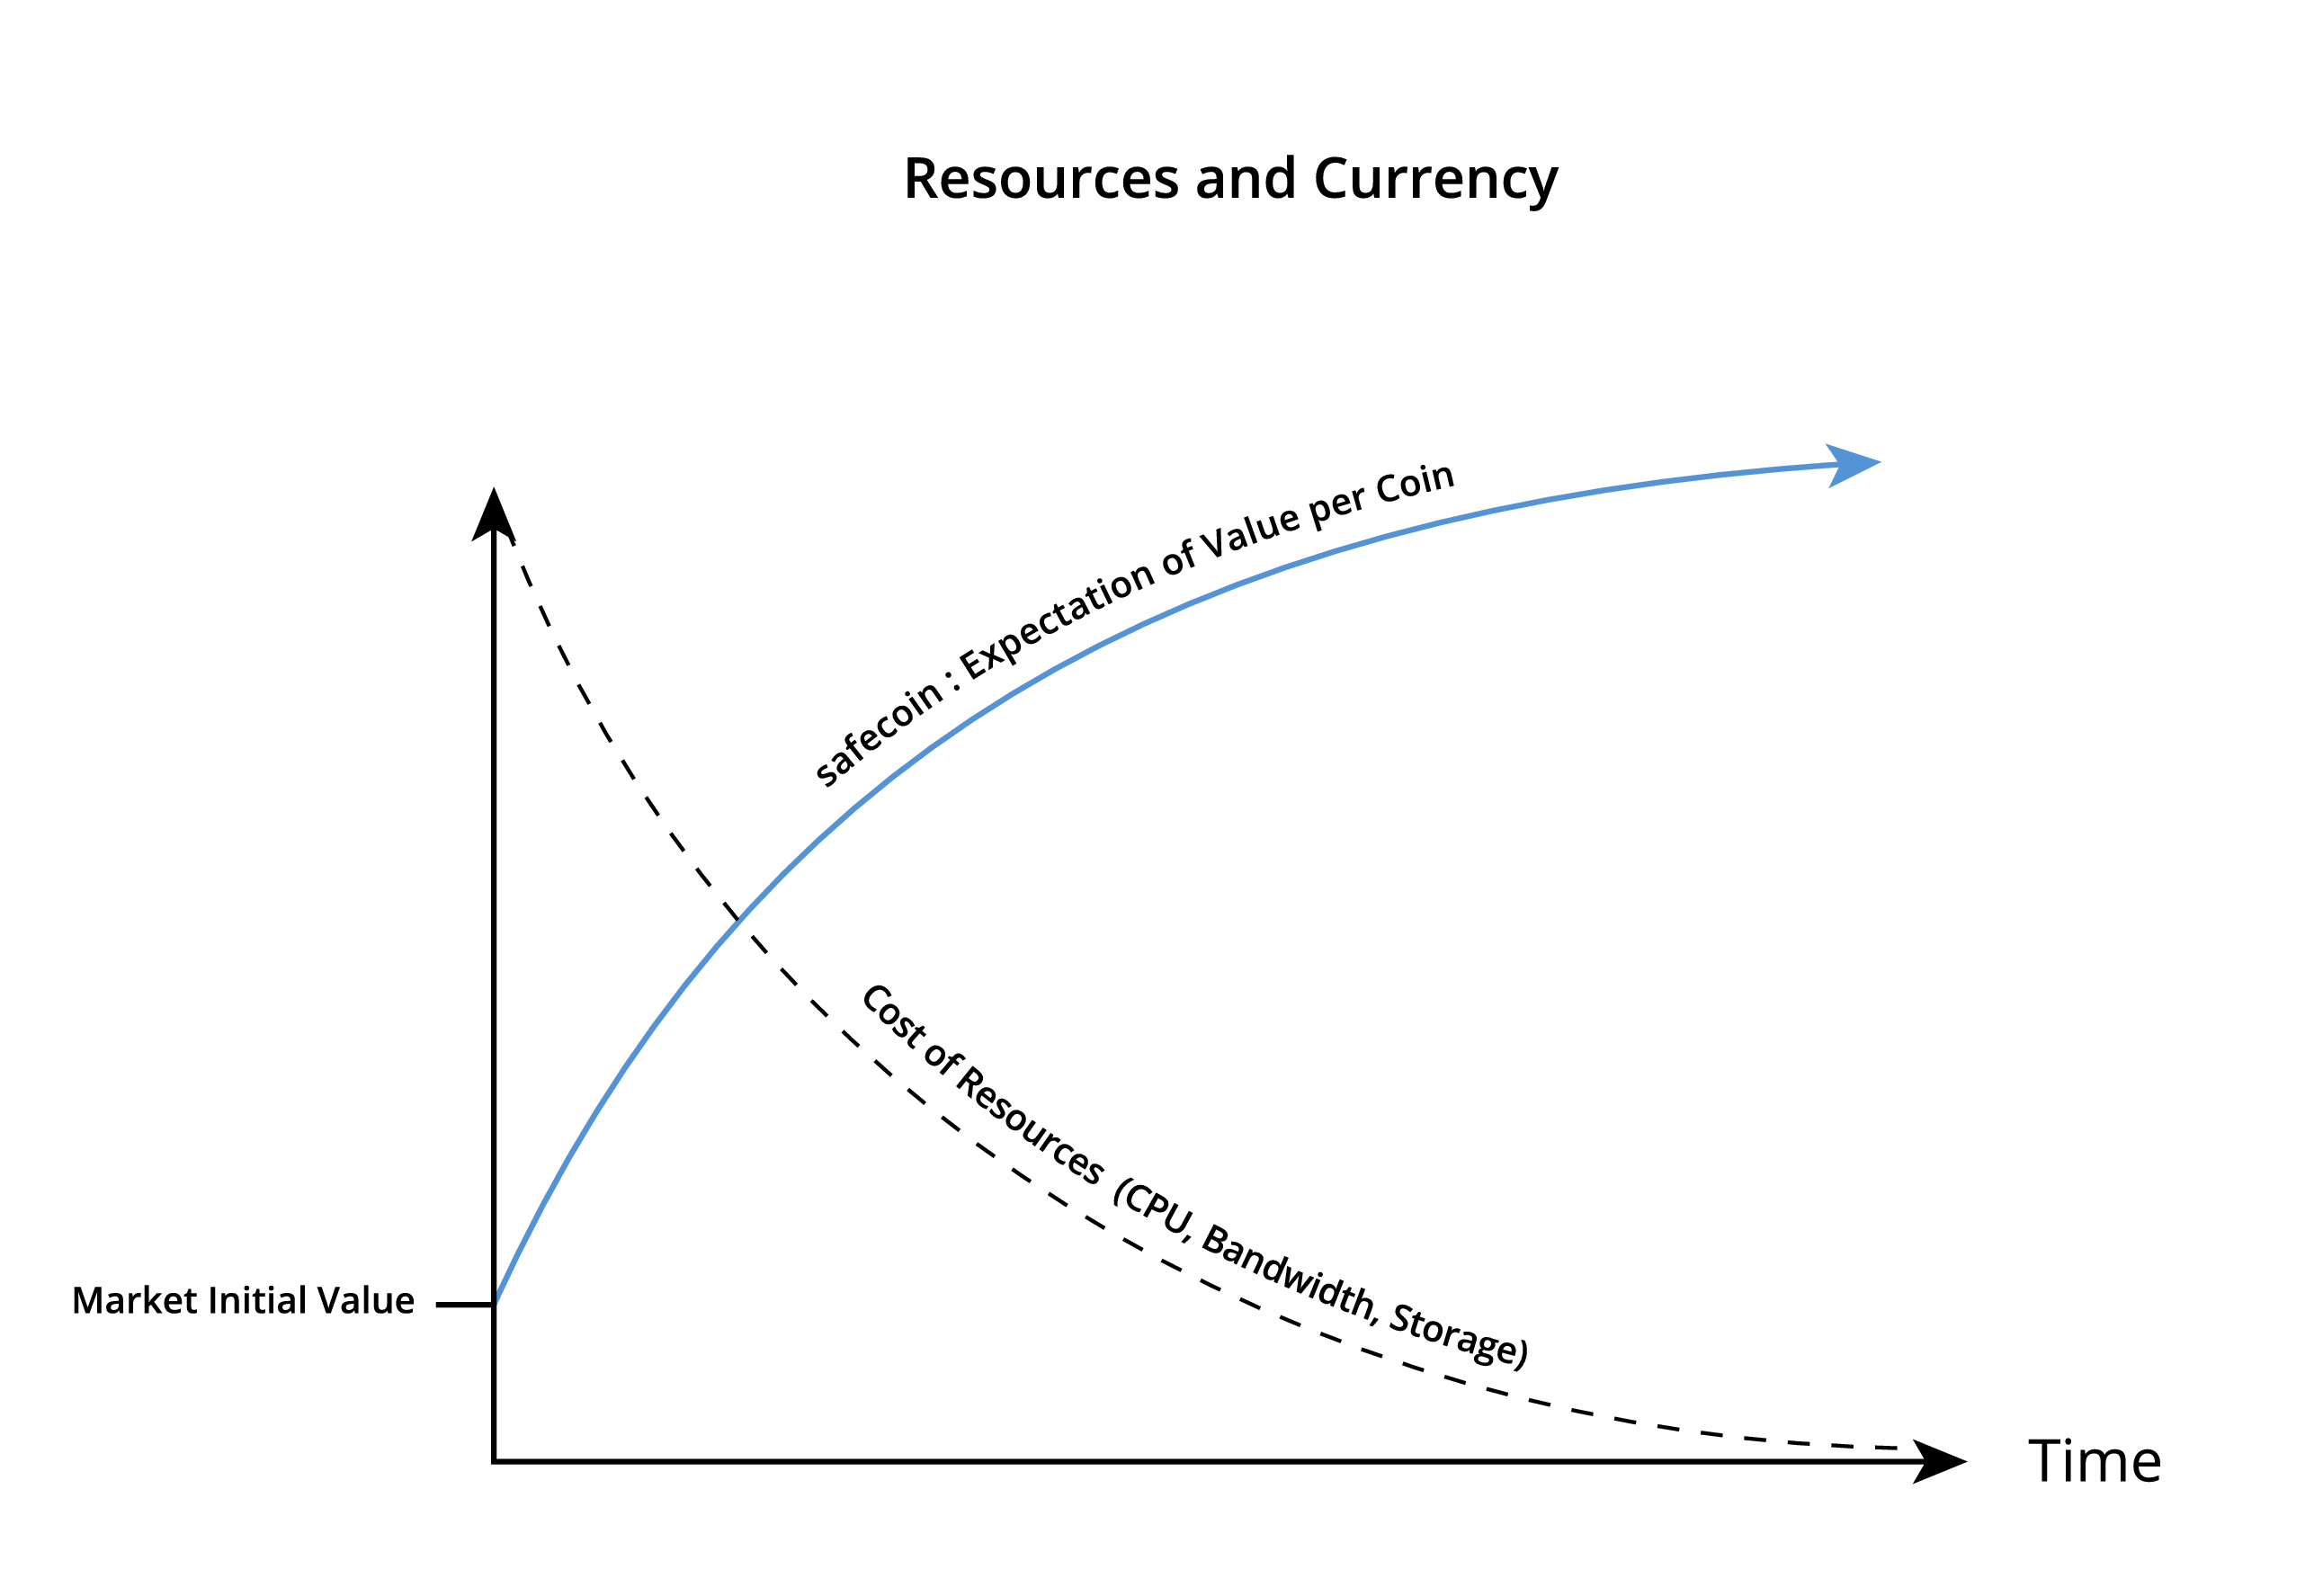 Resources and Currency
safecoin : Expectation of Value per Coin
Cost of Resources (CPU, Bandwidth, Storage)
Market Initial Value
Time